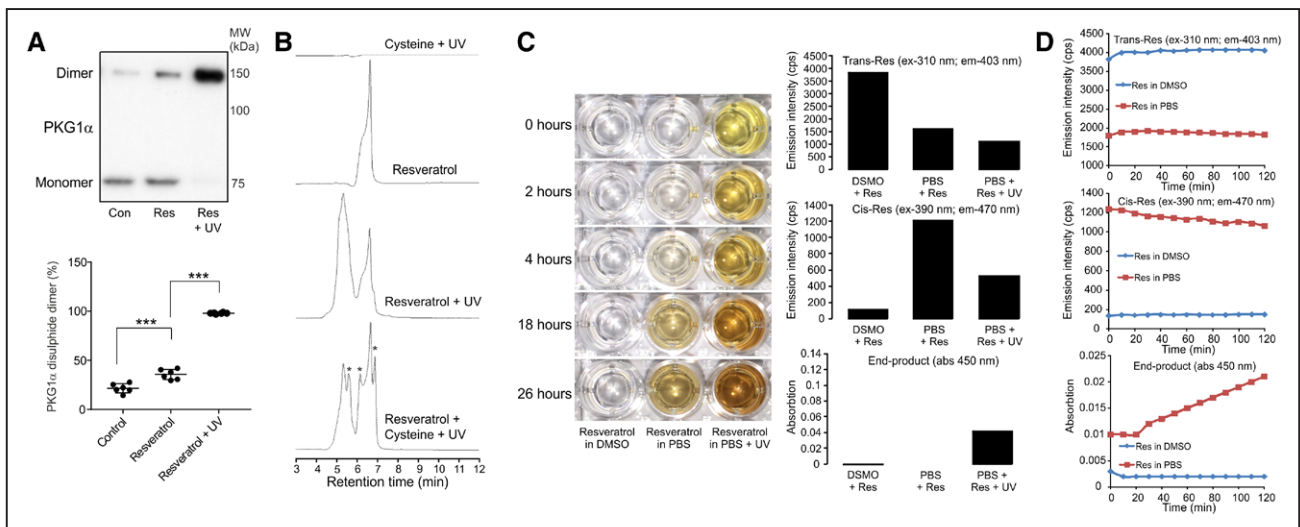 A
MW
(kDa)
Dimer
150
100
PKG1α
Monomer
75
Con
Res
Res
+ UV
PKG1α disulphide dimer (%)
150
100
50
0
***
***
Control
Resveratrol
Resveratrol + UV
B
Cysteine + UV
Resveratrol
Resveratrol + UV
*
*
*
Resveratrol +
Cysteine + UV
3 4 5 6 7 8 9 10 11 12
Retention time (min)
C
0 hours
2 hours
4 hours
18 hours
26 hours
Resveratrol
in DMSO
Resveratrol
in PBS
Resveratrol
in PBS + UV
Trans-Res (ex-310 nm; em-403 nm)
Emission intensity (cps)
4500
4000
3500
3000
2500
2000
1500
1000
500
0
DSMO
+ Res
PBS
+ Res
PBS +
Res + UV
Cis-Res (ex-390 nm; em-470 nm)
Emission intensity (cps)
1400
1200
1000
800
600
400
200
0
DSMO
+ Res
PBS
+ Res
PBS +
Res + UV
End-product (abs 450 nm)
Absorbtion
0.14
0.12
0.1
0.08
0.06
0.04
0.02
0
DSMO
+ Res
PBS
+ Res
PBS +
Res + UV
D
Trans-Res (ex-310 nm; em-403 nm)
Emission intensity (cps)
4500
4000
3500
3000
2500
2000
1500
1000
Res in DMSO
Res in PBS
0 20 40 60 80 100 120
Time (min)
Cis-Res (ex-390 nm; em-470 nm)
Emission intensity (cps)
1400
1200
1000
800
600
400
200
0
Res in DMSO
Res in PBS
0 20 40 60 80 100 120
Time (min)
End-product (abs 450 nm)
Absorbtion
0.025
0.02
0.015
0.01
0.005
0
Res in DMSO
Res in PBS
0 20 40 60 80 100 120
Time (min)